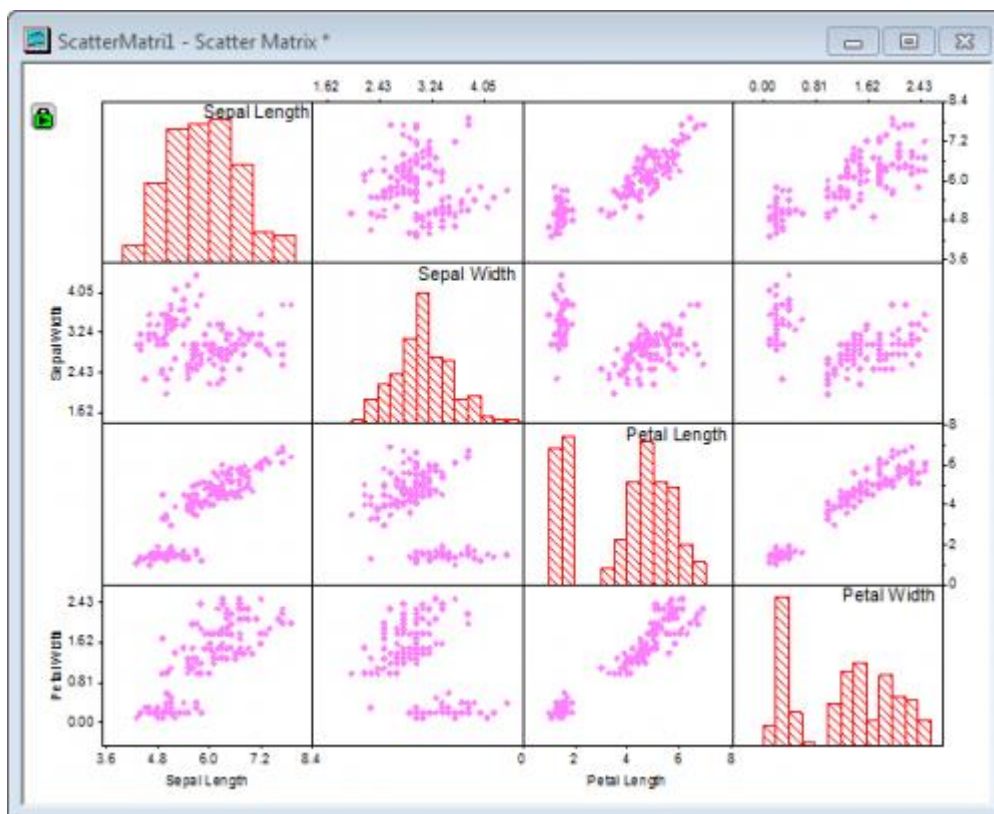 ScatterMatri1 - Scatter Matrix *
1.62 2.43 3.24 4.05 0.00 0.81 1.62 2.43
Sepal Length
8.4
7.2
6.0
4.8
3.6
Sepal Width
4.05
3.24
2.43
1.62
Sepal Width
Petal Length
8
6
4
2
0
Petal Width
2.43
1.62
0.81
0.00
Petal Width
3.6 4.8 6.0 7.2 8.4 0 2 4 6 8
Sepal Length Petal Length